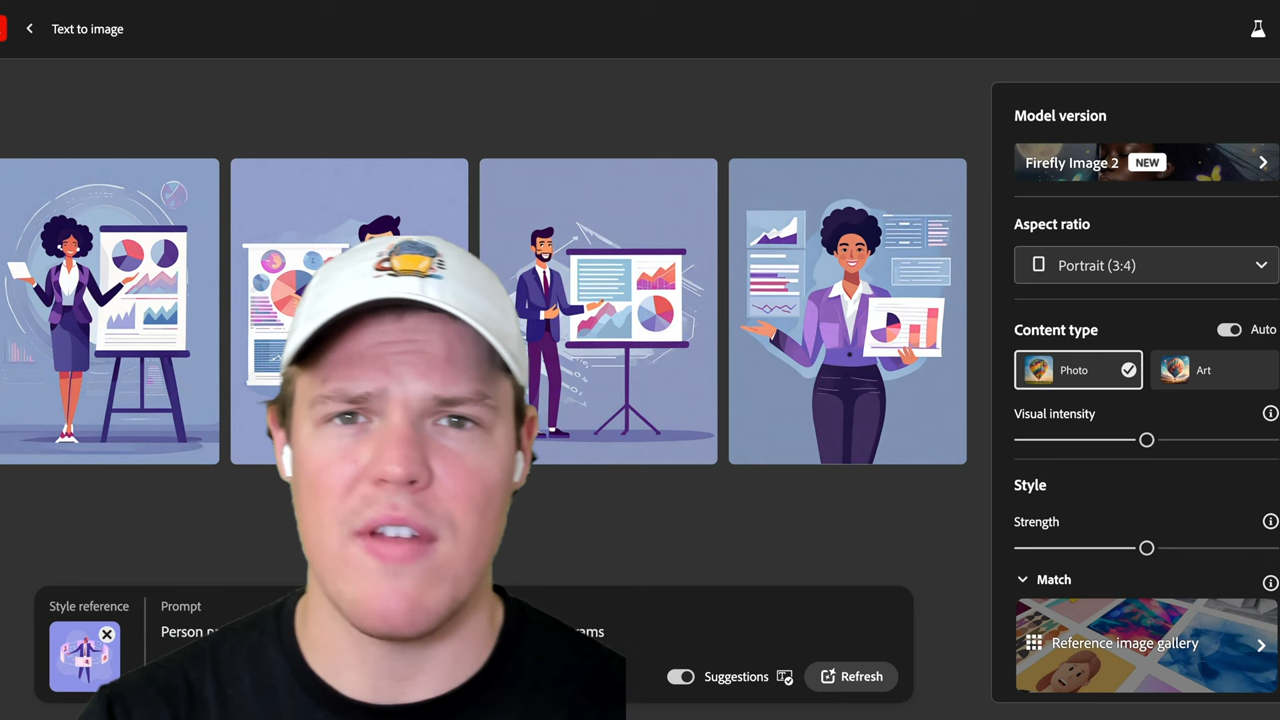 Text to image
Model version
Firefly Image 2 NEW
Aspect ratio
Portrait (3:4)
Content type
Auto
Photo
Art
Visual intensity
Style
Strength
Match
Reference image gallery
Style reference
Prompt
Person
Suggestions
Refresh